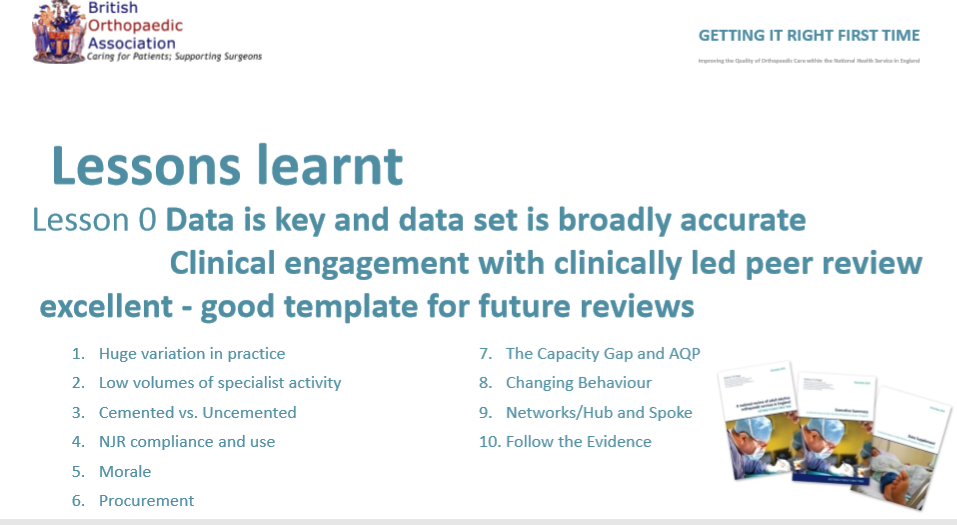 British
Orthopaedic
Association
Caring for Patients; Supporting Surgeons
GETTING IT RIGHT FIRST TIME
Improving the Quality of Orthopaedic Care within the National Health Service in England
Lessons learnt
Lesson 0 Data is key and data set is broadly accurate
Clinical engagement with clinically led peer review
excellent - good template for future reviews
1. Huge variation in practice
2. Low volumes of specialist activity
3. Cemented vs. Uncemented
4. NJR compliance and use
5. Morale
6. Procurement
7. The Capacity Gap and AQP
8. Changing Behaviour
9. Networks/Hub and Spoke
10. Follow the Evidence
Executive Summary